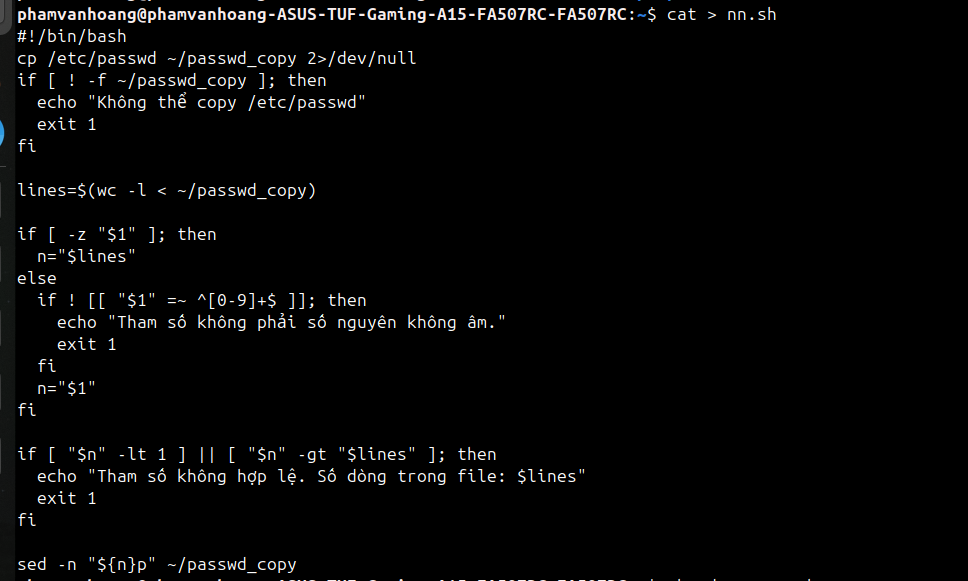 phamvanhoang@phamvanhoang-ASUS-TUF-Gaming-A15-FA507RC-FA507RC:~$ cat > nn.sh
#!/bin/bash
cp /etc/passwd ~/passwd_copy 2>/dev/null
if [ ! -f ~/passwd_copy ]; then
  echo "Không thể copy /etc/passwd"
  exit 1
fi

lines=$(wc -l < ~/passwd_copy)

if [ -z "$1" ]; then
  n="$lines"
else
  if ! [[ "$1" =~ ^[0-9]+$ ]]; then
    echo "Tham số không phải số nguyên không âm."
    exit 1
  fi
  n="$1"
fi

if [ "$n" -lt 1 ] || [ "$n" -gt "$lines" ]; then
  echo "Tham số không hợp lệ. Số dòng trong file: $lines"
  exit 1
fi

sed -n "${n}p" ~/passwd_copy